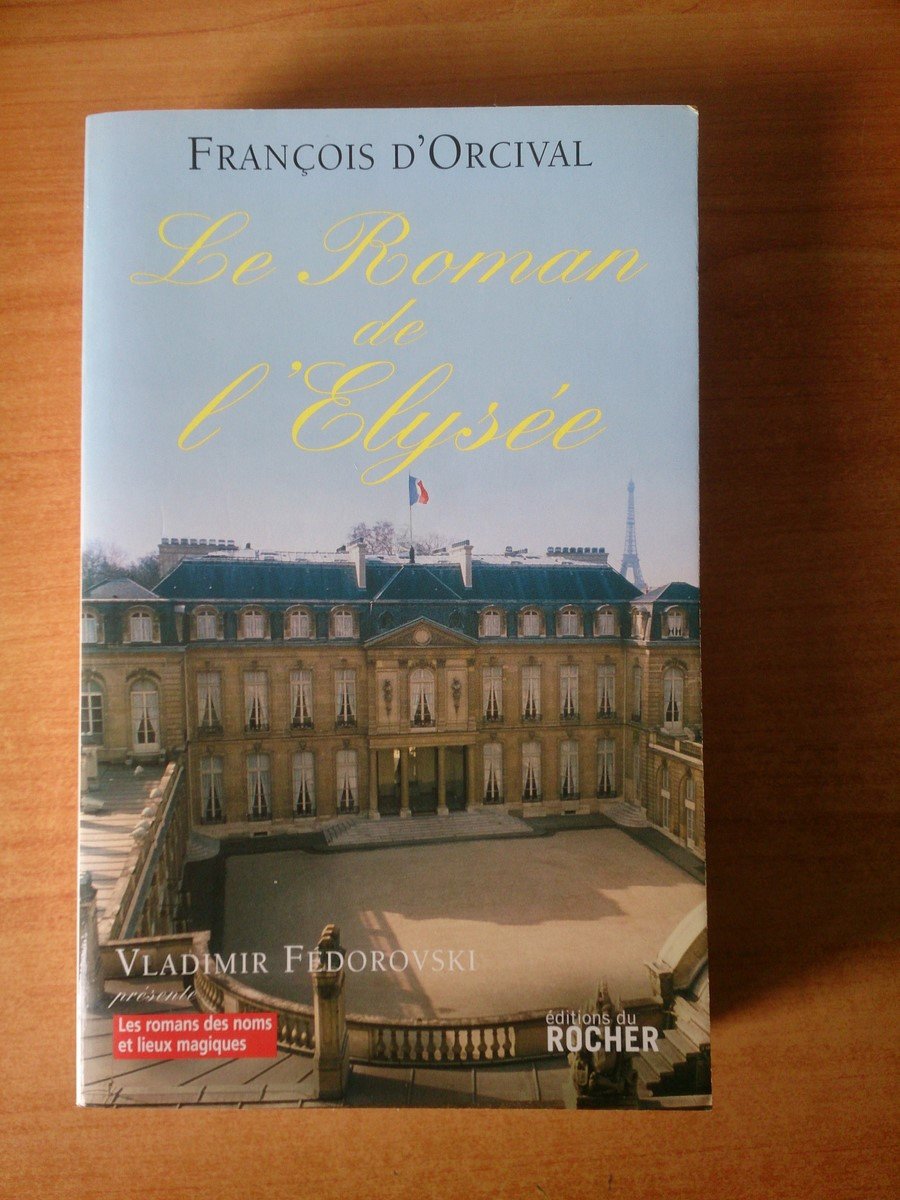 FRANÇOIS D'ORCIVAL
Le Roman
de
l'Elysée
VLADIMIR FÉDOROVSKI
présente
Les romans des noms
et lieux magiques
éditions du
ROCHER